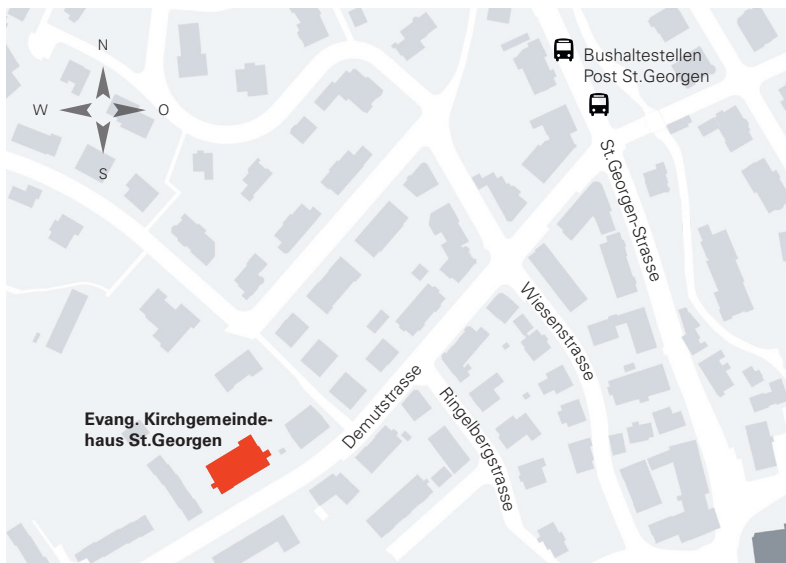 N
W
O
S
Bushaltestellen
Post St.Georgen
St.Georgen-Strasse
Wiesenstrasse
Demutstrasse
Ringelbergstrasse
Evang. Kirchgemeinde-
haus St.Georgen